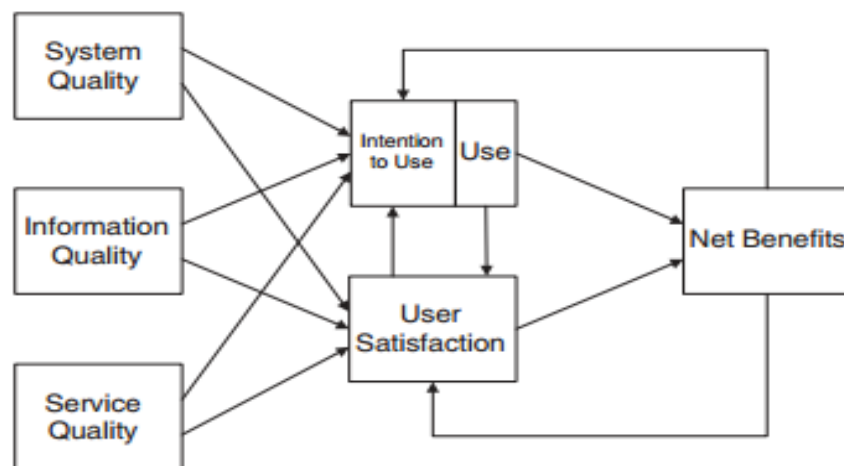 System
Quality
Intention
to Use
Use
Information
Quality
Net Benefits
User
Satisfaction
Service
Quality